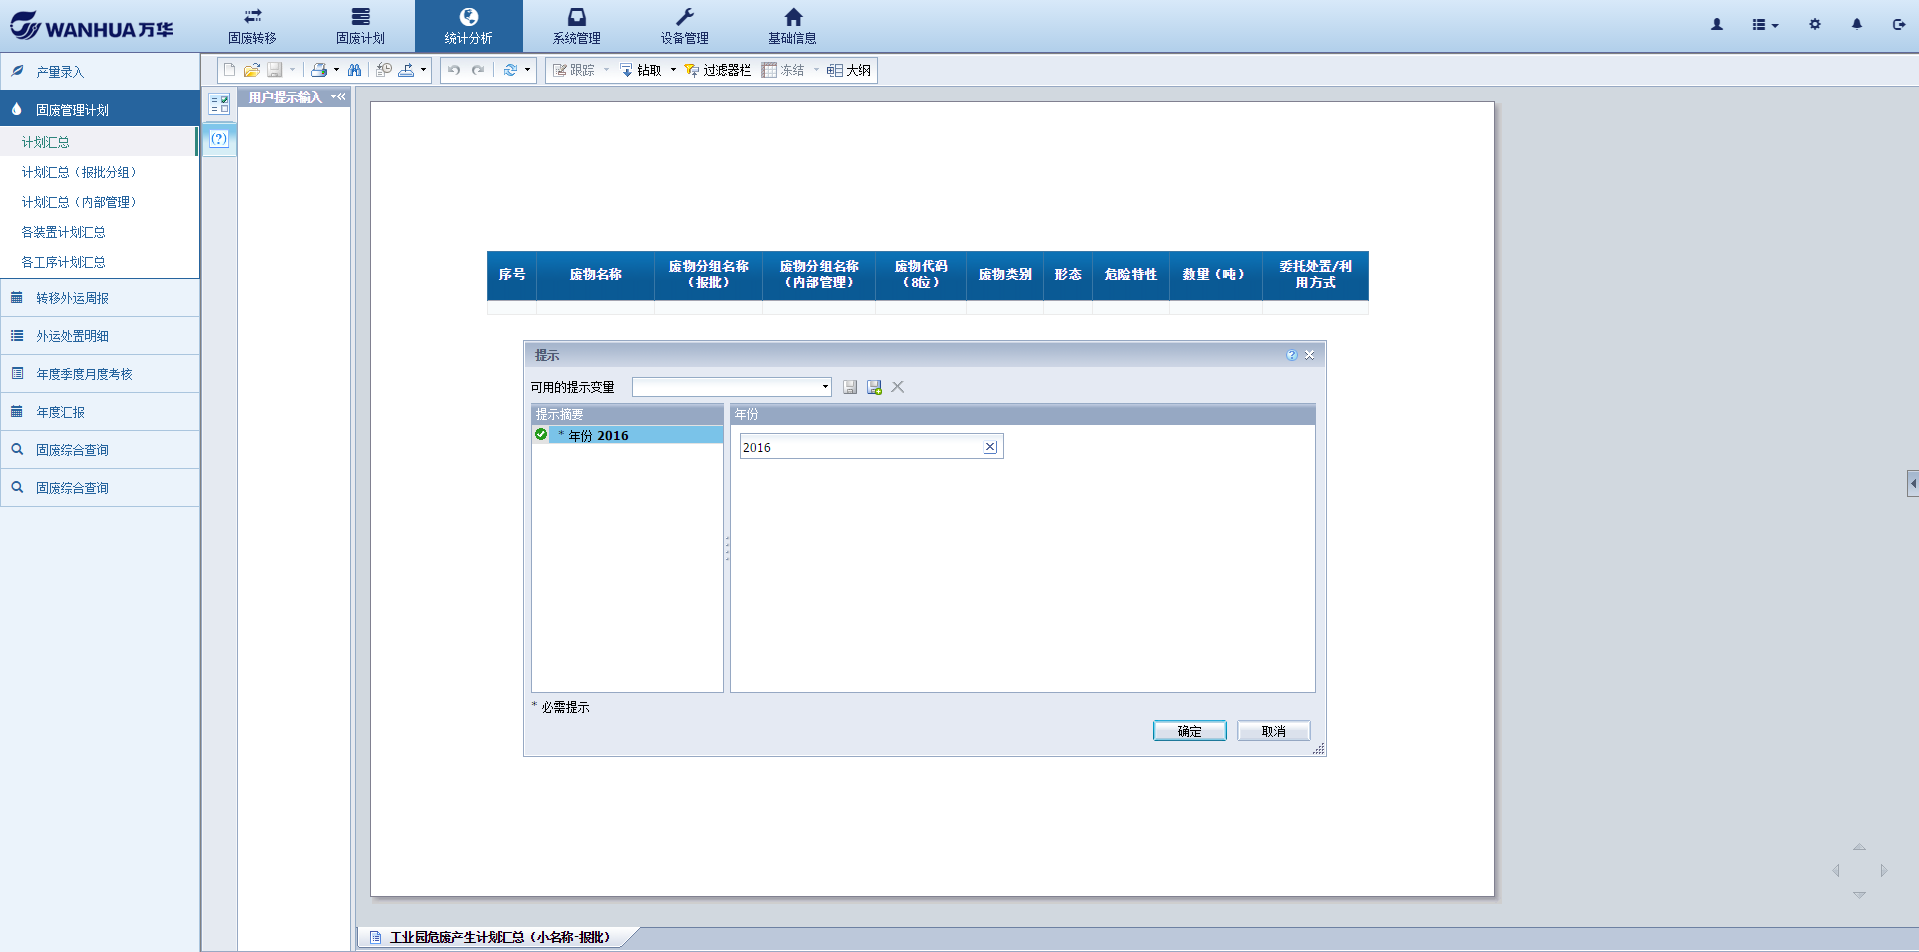 WANHUA万华
固废转移
固废计划
统计分析
系统管理
设备管理
基础信息
产量录入
固废管理计划
计划汇总
计划汇总（报批分组）
计划汇总（内部管理）
各装置计划汇总
各工序计划汇总
转移外运周报
外运处置明细
年度季度月度考核
年度汇报
固废综合查询
固废综合查询
跟踪
钻取
过滤器栏
冻结
大纲
用户提示输入
序号
废物名称
废物分组名称
（报批）
废物分组名称
（内部管理）
废物代码
（8位）
废物类别
形态
危险特性
数量（吨）
委托处置/利
用方式
提示
可用的提示变量
提示摘要
* 年份 2016
年份
2016
* 必需提示
确定
取消
工业园危废产生计划汇总（小名称-报批）